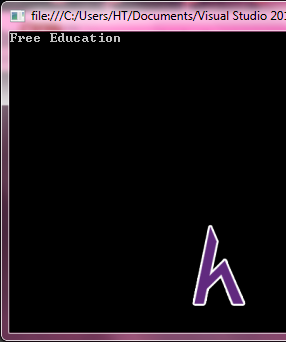 file:///C:/Users/HT/Documents/Visual Studio 201
Free Education